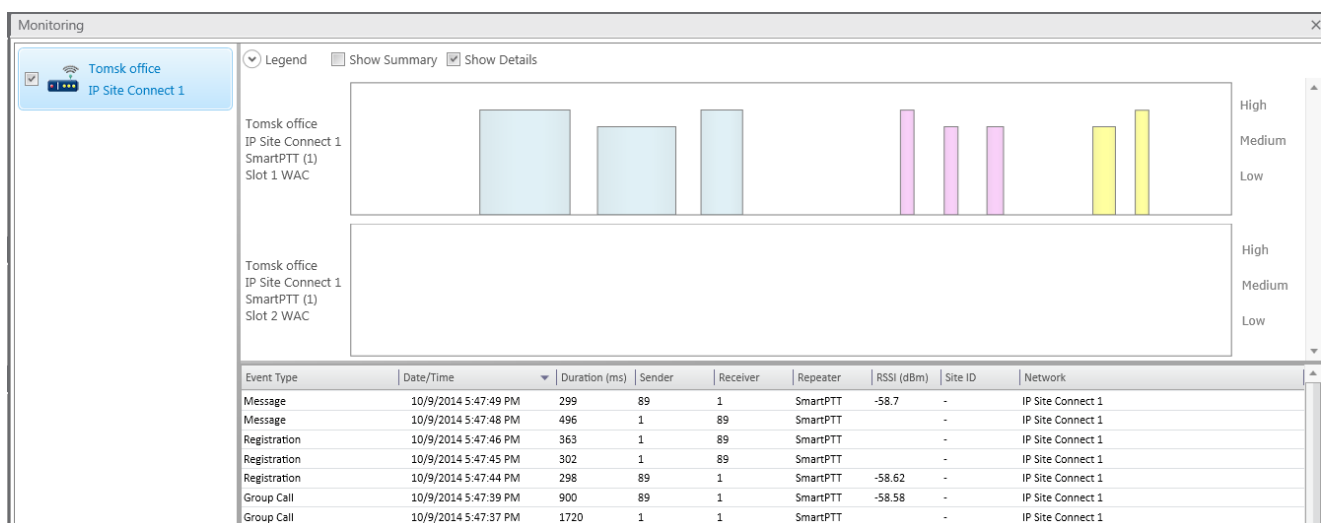 Monitoring
Tomsk office
IP Site Connect 1
Legend Show Summary Show Details
Tomsk office
IP Site Connect 1
SmartPTT (1)
Slot 1 WAC
High
Medium
Low
Tomsk office
IP Site Connect 1
SmartPTT (1)
Slot 2 WAC
High
Medium
Low
Event Type Date/Time Duration (ms) Sender Receiver Repeater RSSI (dBm) Site ID Network
Message 10/9/2014 5:47:49 PM 299 89 1 SmartPTT -58.7 - IP Site Connect 1
Message 10/9/2014 5:47:48 PM 496 1 89 SmartPTT - IP Site Connect 1
Registration 10/9/2014 5:47:46 PM 363 1 89 SmartPTT - IP Site Connect 1
Registration 10/9/2014 5:47:45 PM 302 1 89 SmartPTT - IP Site Connect 1
Registration 10/9/2014 5:47:44 PM 298 89 1 SmartPTT -58.62 - IP Site Connect 1
Group Call 10/9/2014 5:47:39 PM 900 89 1 SmartPTT -58.58 - IP Site Connect 1
Group Call 10/9/2014 5:47:37 PM 1720 1 1 SmartPTT - IP Site Connect 1